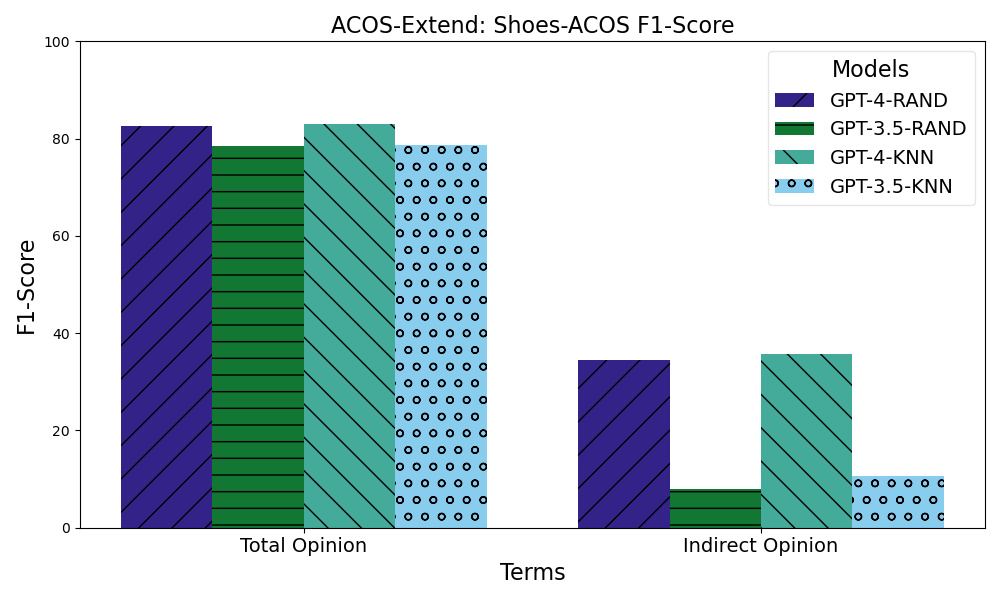 ACOS-Extend: Shoes-ACOS F1-Score
Models
GPT-4-RAND
GPT-3.5-RAND
GPT-4-KNN
GPT-3.5-KNN
F1-Score
100
80
60
40
20
0
Total Opinion
Indirect Opinion
Terms